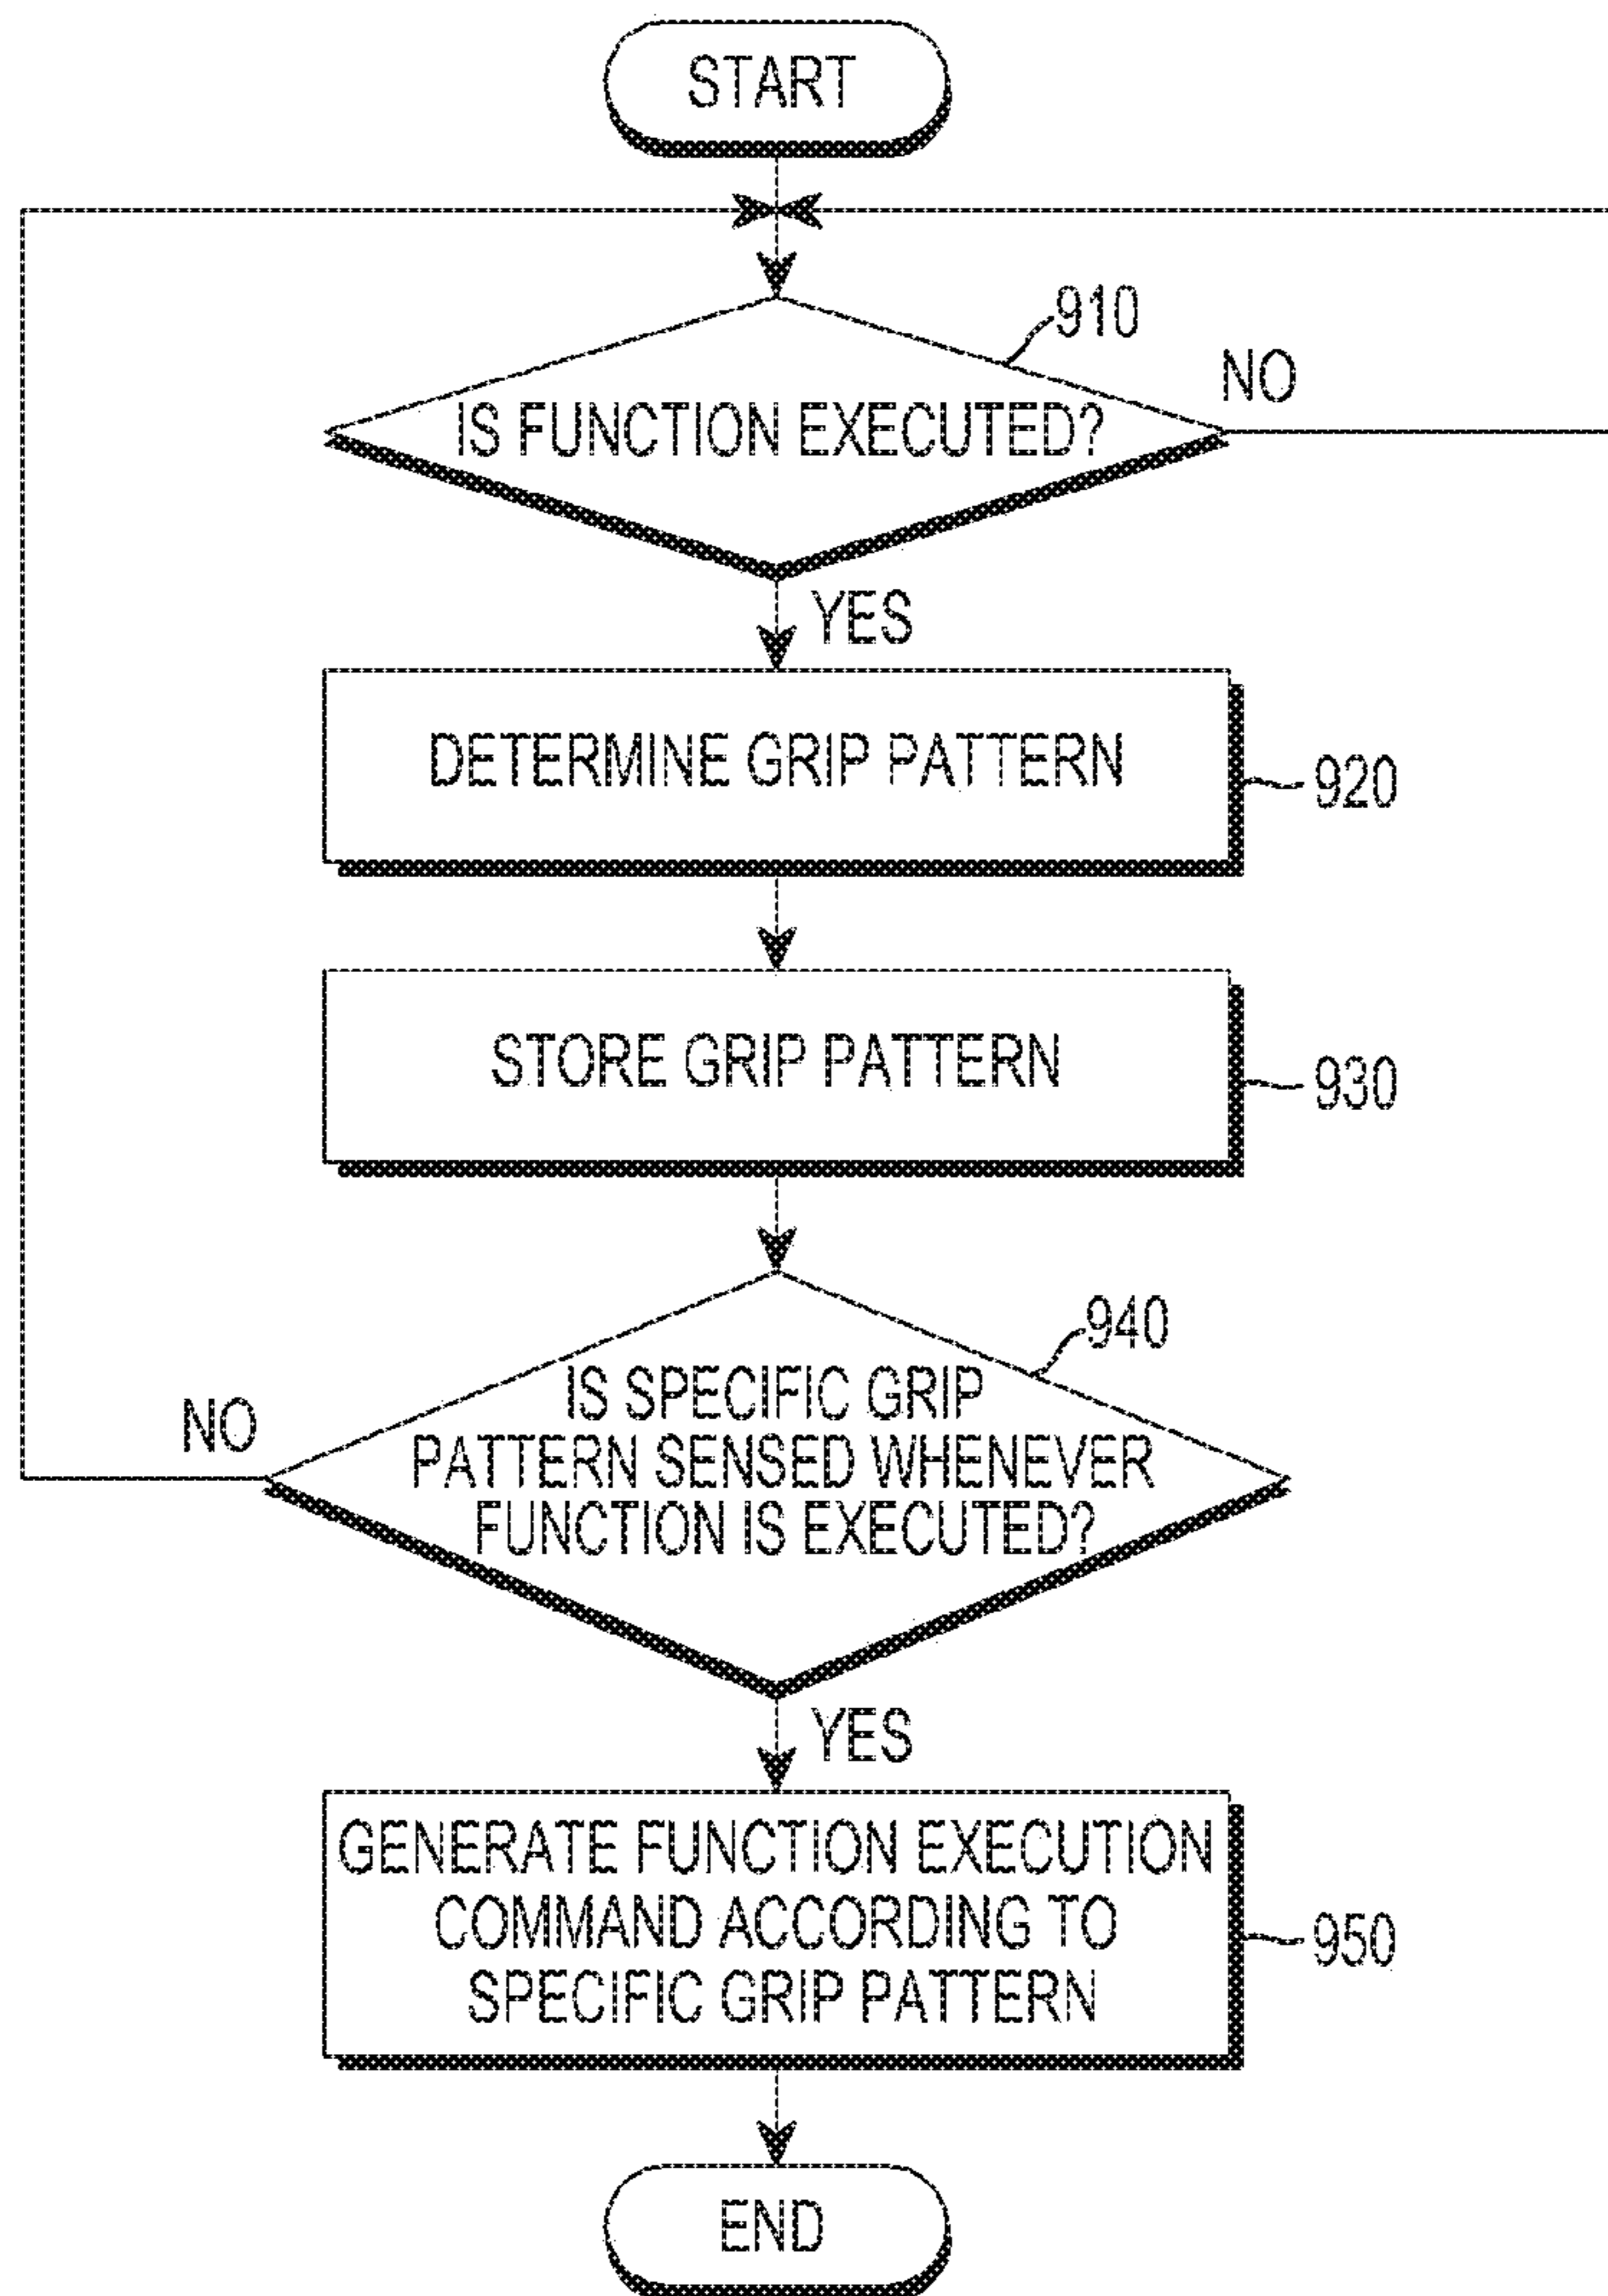 START
910
IS FUNCTION EXECUTED?
NO
YES
DETERMINE GRIP PATTERN
920
STORE GRIP PATTERN
930
940
IS SPECIFIC GRIP
PATTERN SENSED WHENEVER
FUNCTION IS EXECUTED?
NO
YES
GENERATE FUNCTION EXECUTION
COMMAND ACCORDING TO
SPECIFIC GRIP PATTERN
950
END